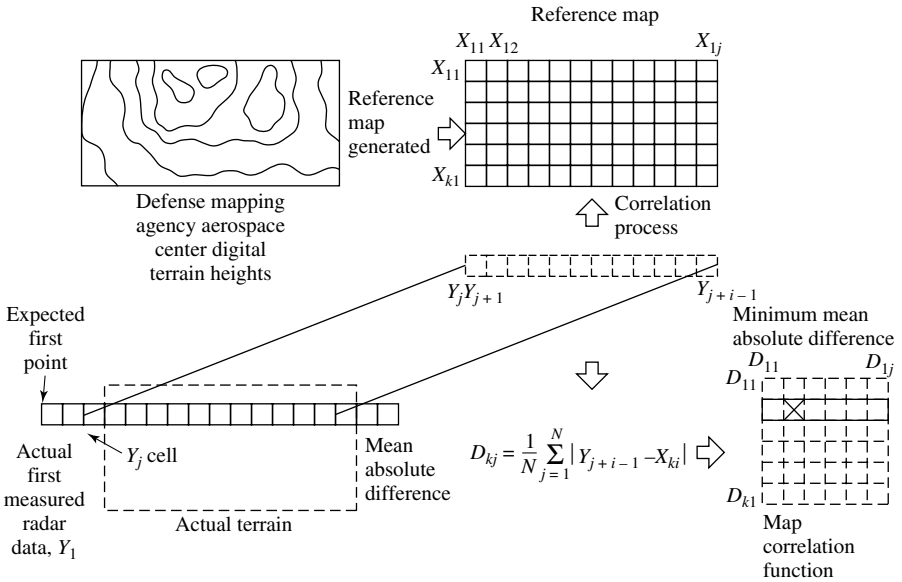 Reference map
X₁₁ X₁₂ X₁ⱼ
X₁₁
Xₖ₁
Reference
map
generated
Defense mapping
agency aerospace
center digital
terrain heights
Correlation
process
YⱼYⱼ₊₁ Yⱼ₊ᵢ₋₁
Expected
first
point
Yⱼ cell
Actual
first
measured
radar
data, Y₁
Actual terrain
Mean
absolute
difference
Dₖⱼ = 1/N ∑ᴺⱼ₌₁ | Yⱼ₊ᵢ₋₁ –Xₖᵢ |
Minimum mean
absolute difference
D₁₁ D₁ⱼ
D₁₁
Dₖ₁
Map
correlation
function